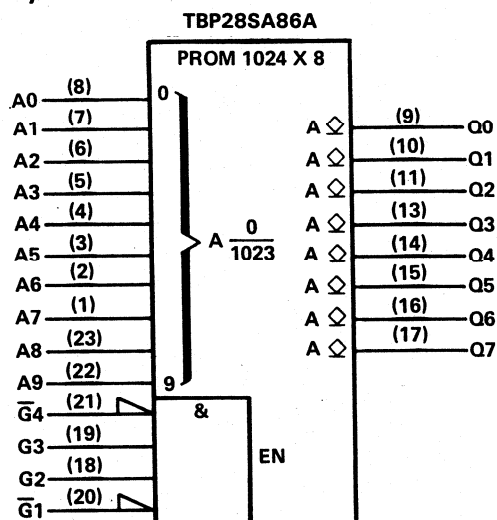 TBP28SA86A
PROM 1024 X 8
A0 (8) 0
A1 (7)
A2 (6)
A3 (5)
A4 (4)
A5 (3)
A6 (2)
A7 (1)
A8 (23)
A9 (22) 9
A 0/1023
A (9) Q0
A (10) Q1
A (11) Q2
A (13) Q3
A (14) Q4
A (15) Q5
A (16) Q6
A (17) Q7
G̅4 (21) &
G3 (19)
EN
G2 (18)
G̅1 (20)